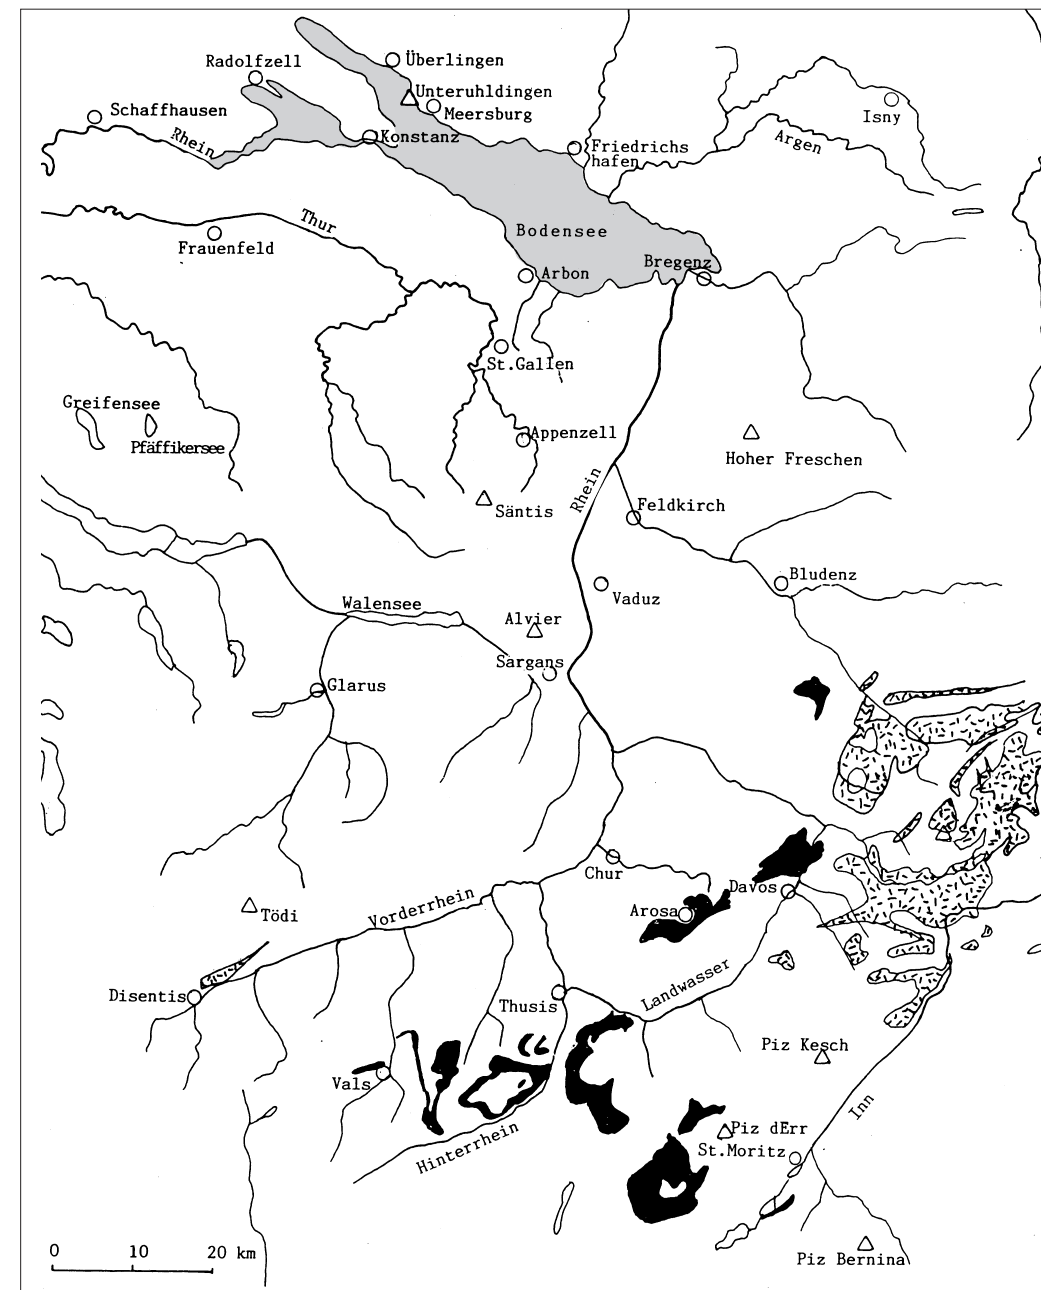 Überlingen
Radolfzell
Unteruhldingen
Meersburg
Schaffhausen
Isny
Konstanz
Rhein
Argen
Friedrichs
hafen
Thur
Bodensee
Frauenfeld
Bregenz
Arbon
St.Gallen
Greifensee
Pfäffikersee
Appenzell
Hoher Freschen
Rhein
Säntis
Feldkirch
Bludenz
Walensee
Vaduz
Alvier
Sargans
Glarus
Chur
Davos
Vorderrhein
Arosa
Tödi
Landwasser
Disentis
Thusis
Piz Kesch
Vals
Inn
Hinterrhein
Piz dErr
St.Moritz
0 10 20 km
Piz Bernina